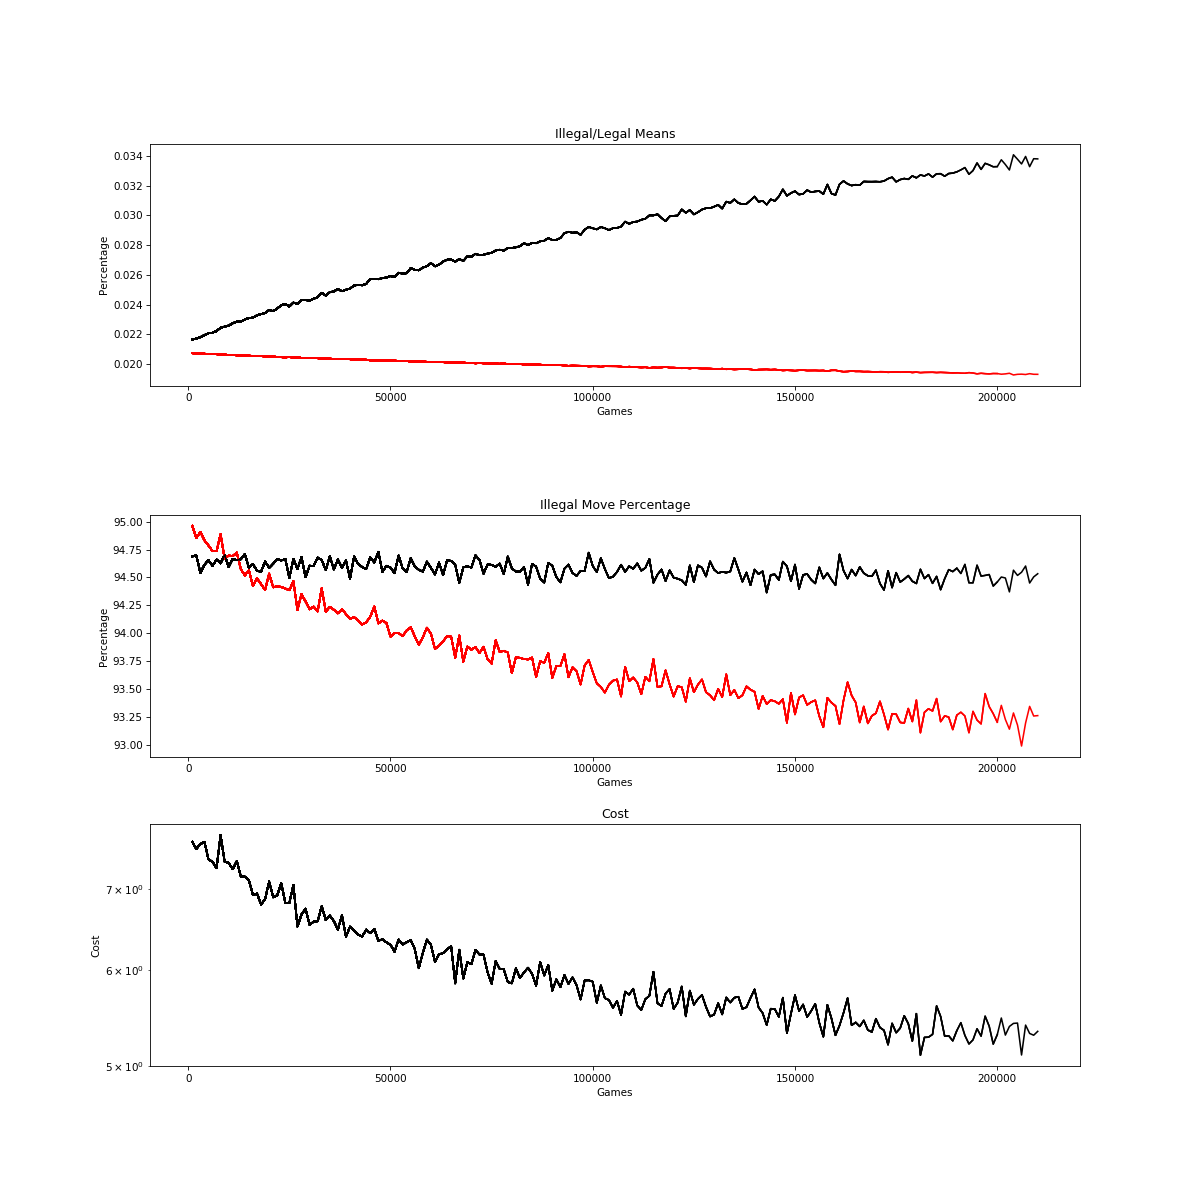 Illegal/Legal Means
Percentage
0.034
0.032
0.030
0.028
0.026
0.024
0.022
0.020
0 50000 100000 150000 200000
Games
Illegal Move Percentage
Percentage
95.00
94.75
94.50
94.25
94.00
93.75
93.50
93.25
93.00
0 50000 100000 150000 200000
Games
Cost
Cost
7 × 10⁰
6 × 10⁰
5 × 10⁰
0 50000 100000 150000 200000
Games